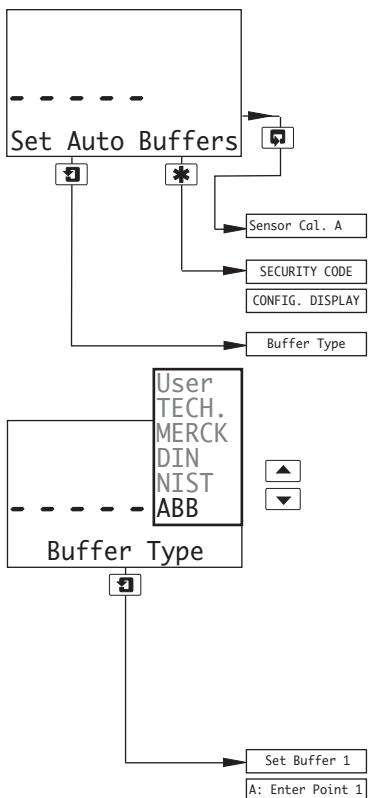 - - - - -
Set Auto Buffers
Sensor Cal. A
SECURITY CODE
CONFIG. DISPLAY
Buffer Type
User
TECH.
MERCK
DIN
NIST
- - - - - ABB
Buffer Type
Set Buffer 1
A: Enter Point 1